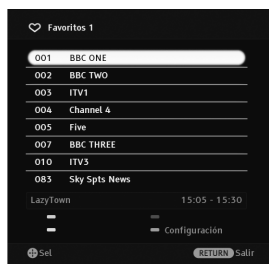 Favoritos 1
001 BBC ONE
002 BBC TWO
003 ITV1
004 Channel 4
005 Five
007 BBC THREE
010 ITV3
083 Sky Spts News
LazyTown 15:05 - 15:30
Configuración
Sel RETURN Salir